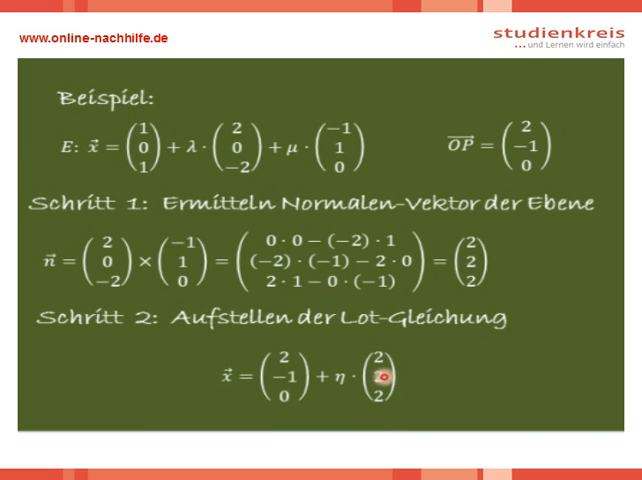 www.online-nachhilfe.de
studienkreis
...und Lernen wird einfach
Beispiel:
E: x⃗ = (1 0 1) + λ · (2 0 −2) + μ · (−1 1 0)
OP⃗ = (2 −1 0)
Schritt 1: Ermitteln Normalen-Vektor der Ebene
n⃗ = (2 0 −2) × (−1 1 0) = (0 · 0 − (−2) · 1 (−2) · (−1) − 2 · 0 2 · 1 − 0 · (−1)) = (2 2 2)
Schritt 2: Aufstellen der Lot-Gleichung
x⃗ = (2 −1 0) + η · (2 2 2)